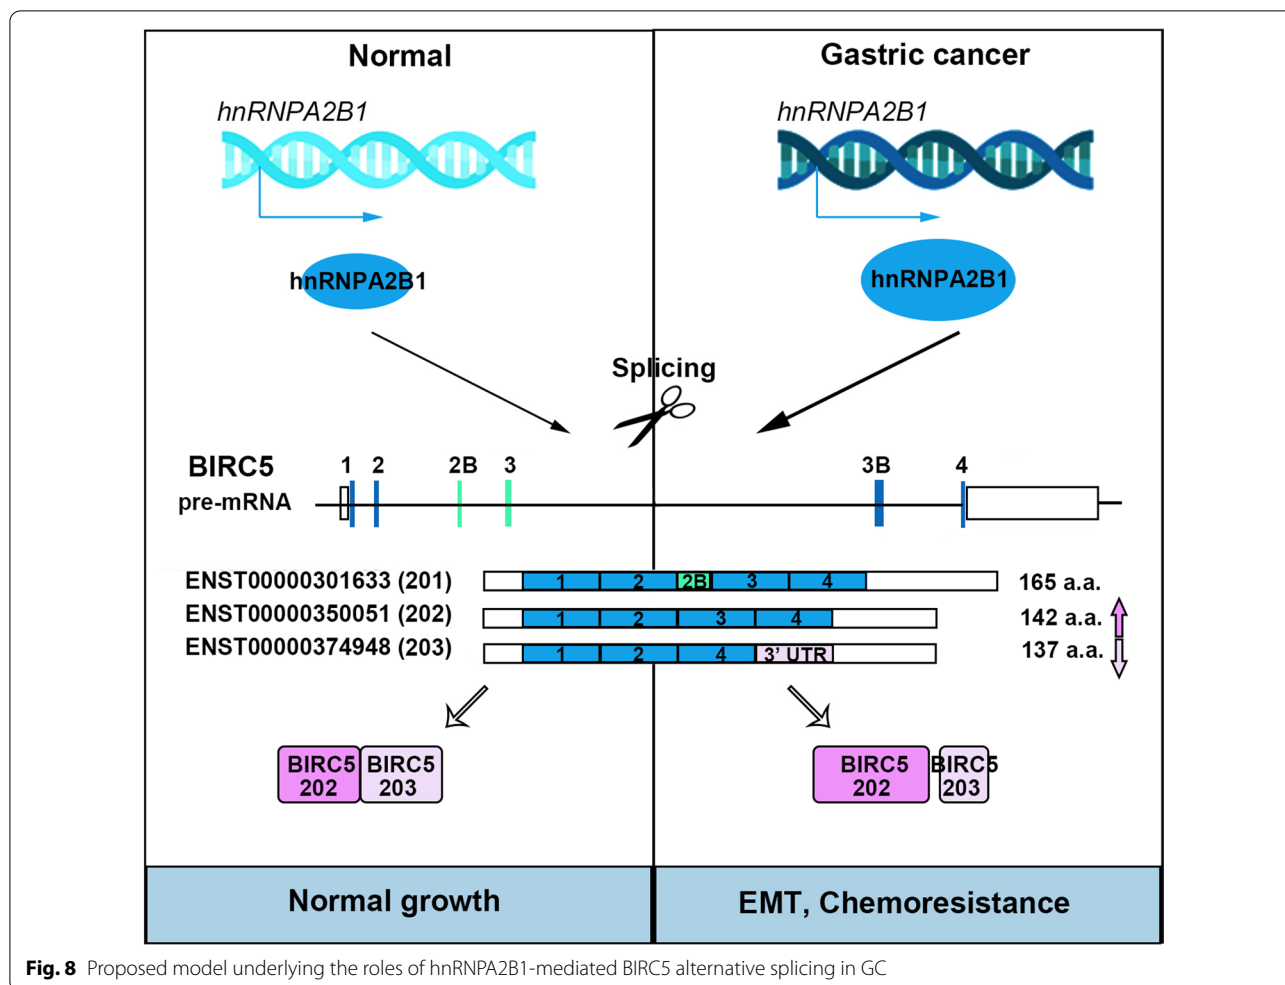 Normal
Gastric cancer
hnRNPA2B1
hnRNPA2B1
hnRNPA2B1
hnRNPA2B1
Splicing
BIRC5
pre-mRNA
1 2 2B 3 3B 4
ENST00000301633 (201) 1 2 2B 3 4 165 a.a.
ENST00000350051 (202) 1 2 3 4 142 a.a.
ENST00000374948 (203) 1 2 4 3' UTR 137 a.a.
BIRC5
202
BIRC5
203
BIRC5
202
BIRC5
203
Normal growth
EMT, Chemoresistance
Fig. 8 Proposed model underlying the roles of hnRNPA2B1-mediated BIRC5 alternative splicing in GC